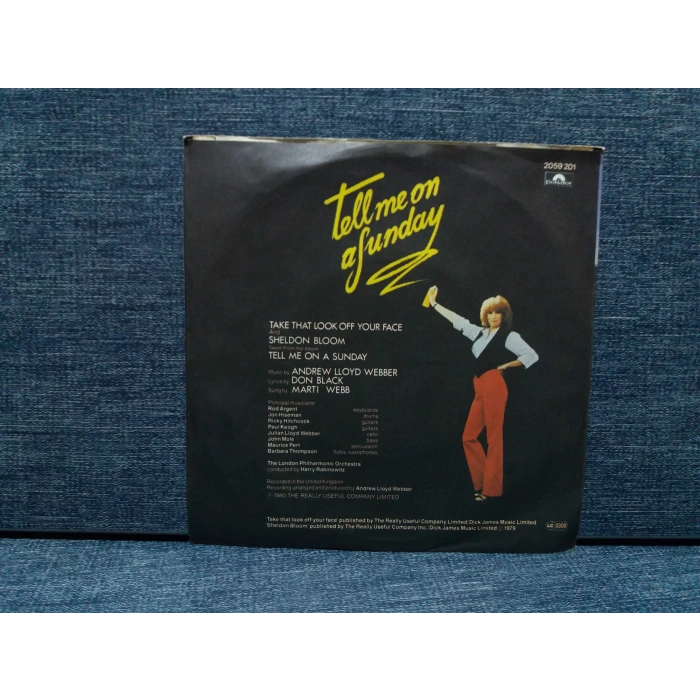 2059 201
Polydor
Tell me on
a Sunday
TAKE THAT LOOK OFF YOUR FACE
And
SHELDON BLOOM
Taken from the album
TELL ME ON A SUNDAY
Music by ANDREW LLOYD WEBBER
Lyrics by DON BLACK
Sung by MARTI WEBB
Principal musicians:
Rod Argent keyboards
Jon Hiseman drums
Ricky Hitchcock guitars
Paul Keogh guitars
Julian Lloyd Webber cello
John Mole bass
Maurice Pert percussion
Barbara Thompson flutes saxophones
The London Philharmonic Orchestra
conducted by Harry Rabinowitz
Recorded in the United Kingdom
Recording arranged and produced by Andrew Lloyd Webber
℗ 1980 THE REALLY USEFUL COMPANY LIMITED
'Take that look off your face' published by The Really Useful Company Limited/Dick James Music Limited
'Sheldon Bloom' published by The Really Useful Company Inc./Dick James Music Limited © 1979
LC 0309